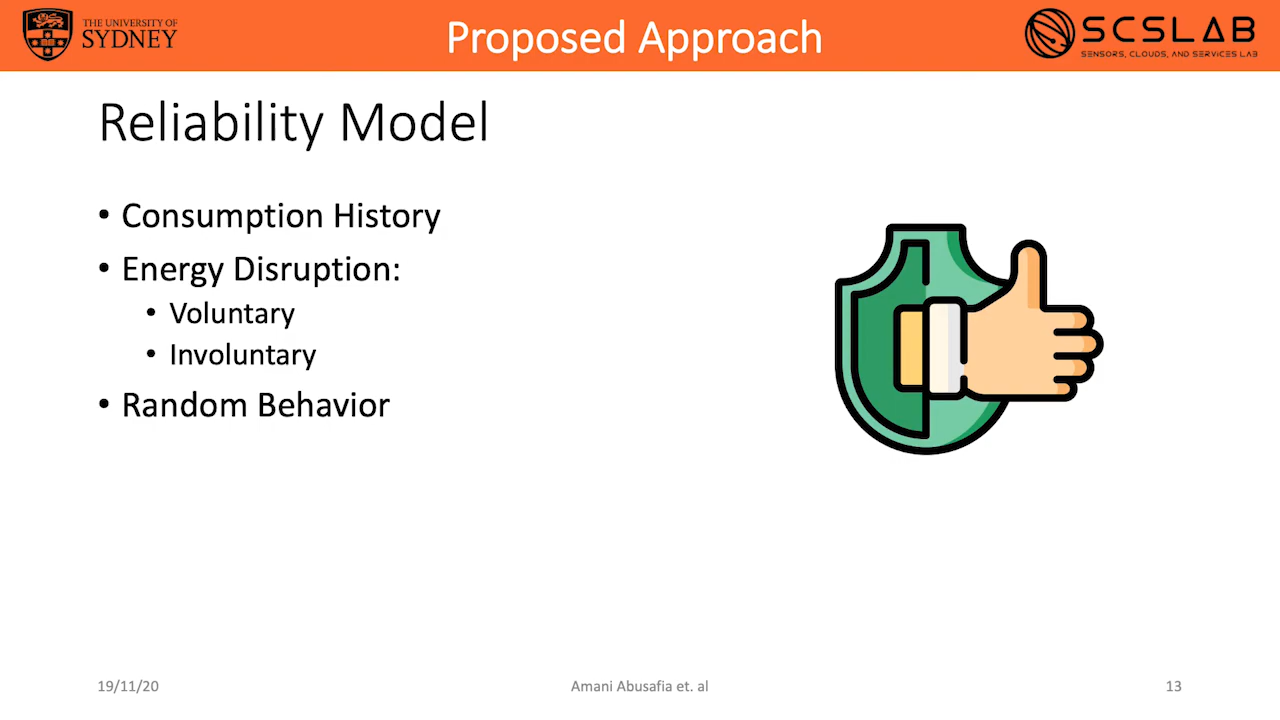 THE UNIVERSITY OF
SYDNEY
Proposed Approach
SCSLAB
SENSORS, CLOUDS, AND SERVICES LAB
Reliability Model
• Consumption History
• Energy Disruption:
• Voluntary
• Involuntary
• Random Behavior
19/11/20
Amani Abusafia et. al
13